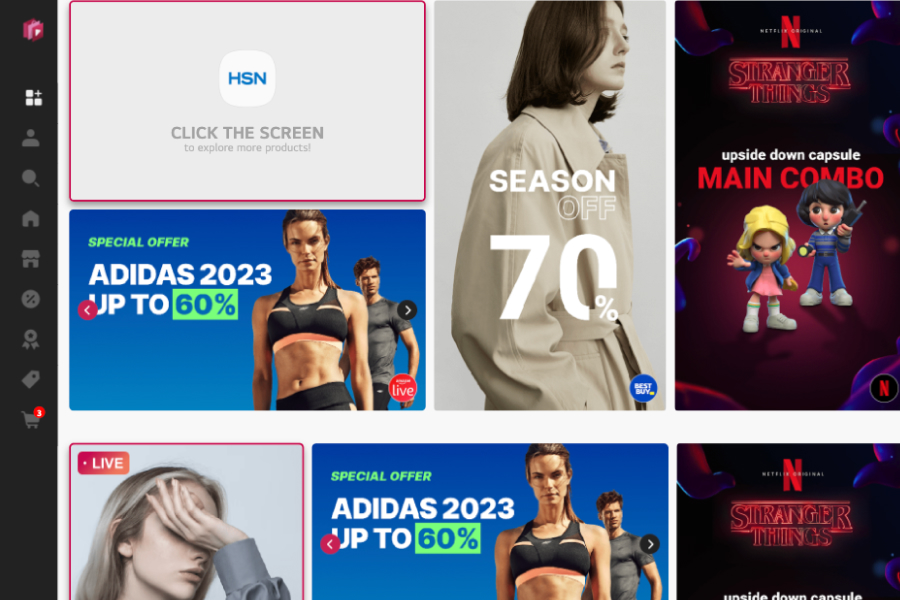 HSN
CLICK THE SCREEN
to explore more products!
SPECIAL OFFER
ADIDAS 2023
UP TO 60%
live
SEASON
OFF
70%
BEST
BUY
NETFLIX ORIGINAL
STRANGER
THINGS
upside down capsule
MAIN COMBO
N
3
LIVE
SPECIAL OFFER
ADIDAS 2023
UP TO 60%
N
NETFLIX ORIGINAL
STRANGER
THINGS
upside down capsule